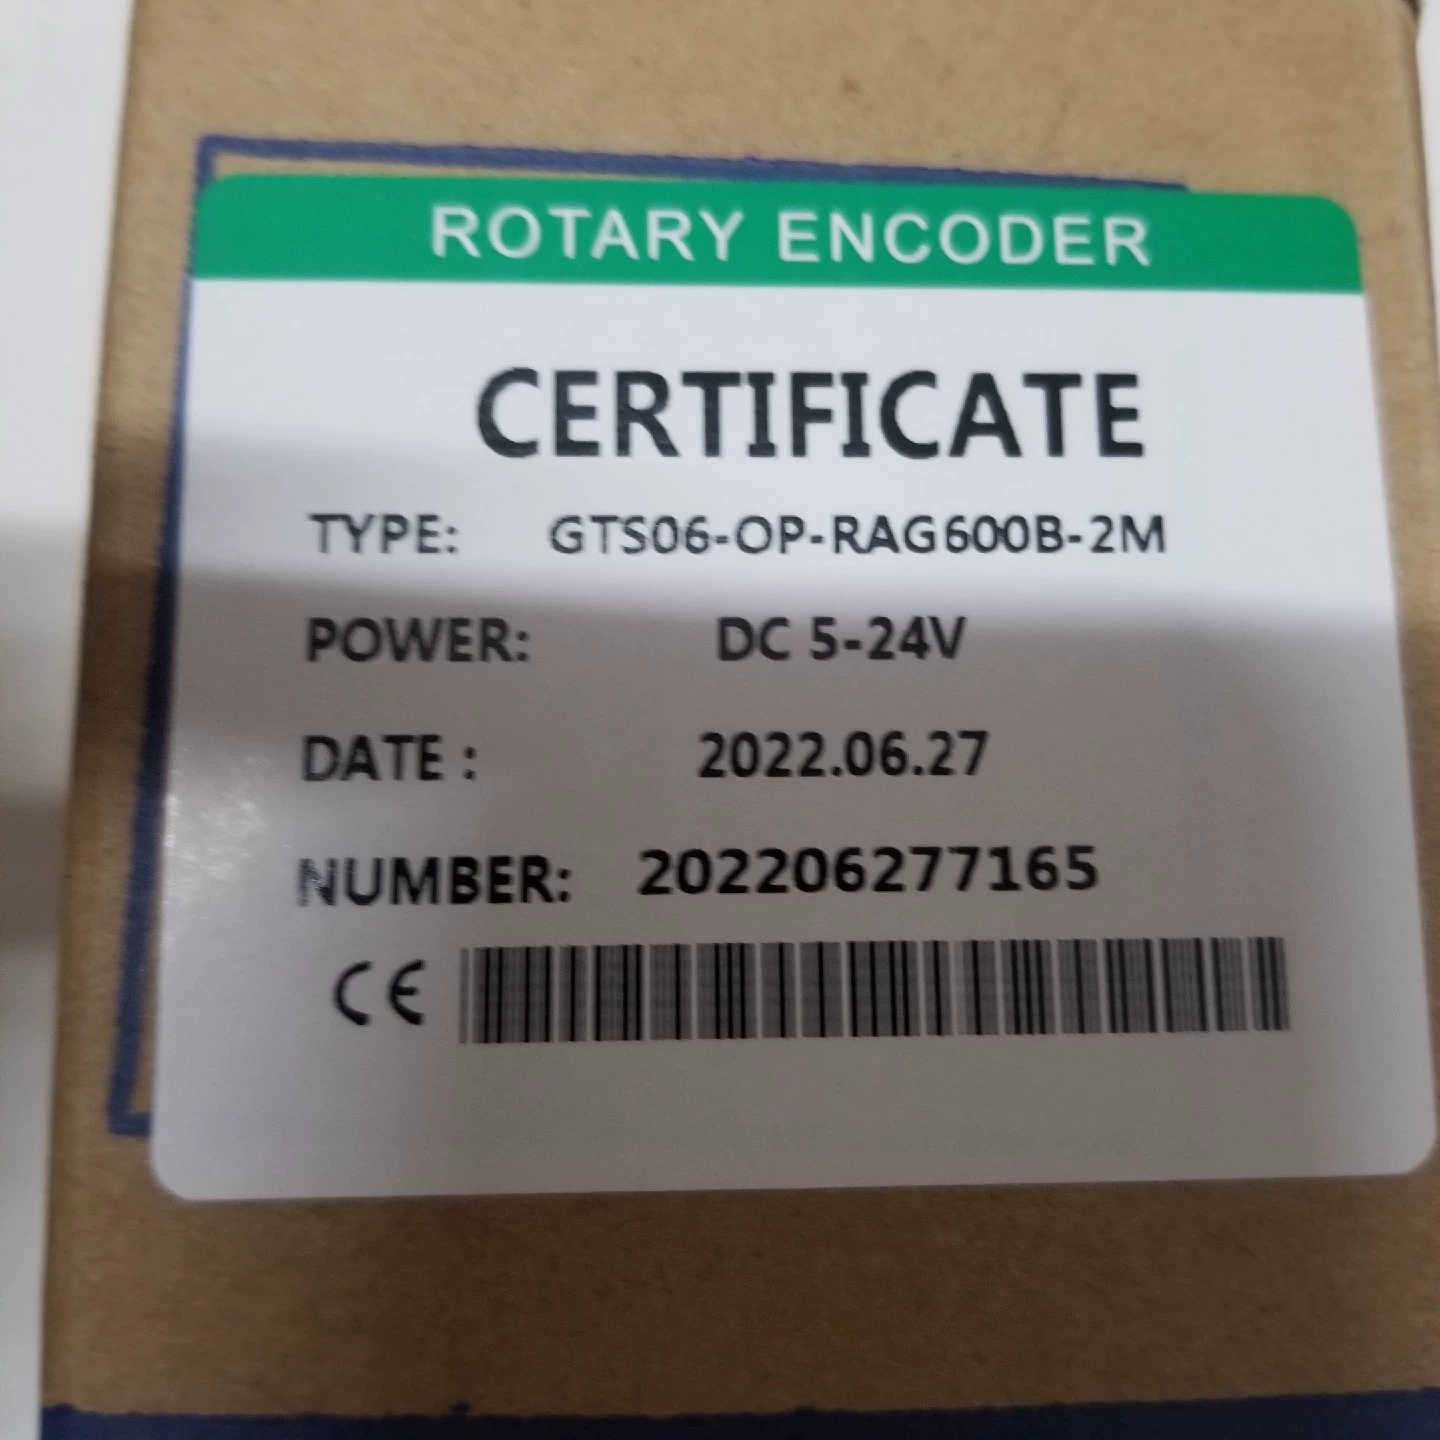 ROTARY ENCODER
CERTIFICATE
TYPE: GTS06-OP-RAG600B-2M
POWER: DC 5-24V
DATE : 2022.06.27
NUMBER: 202206277165
CE